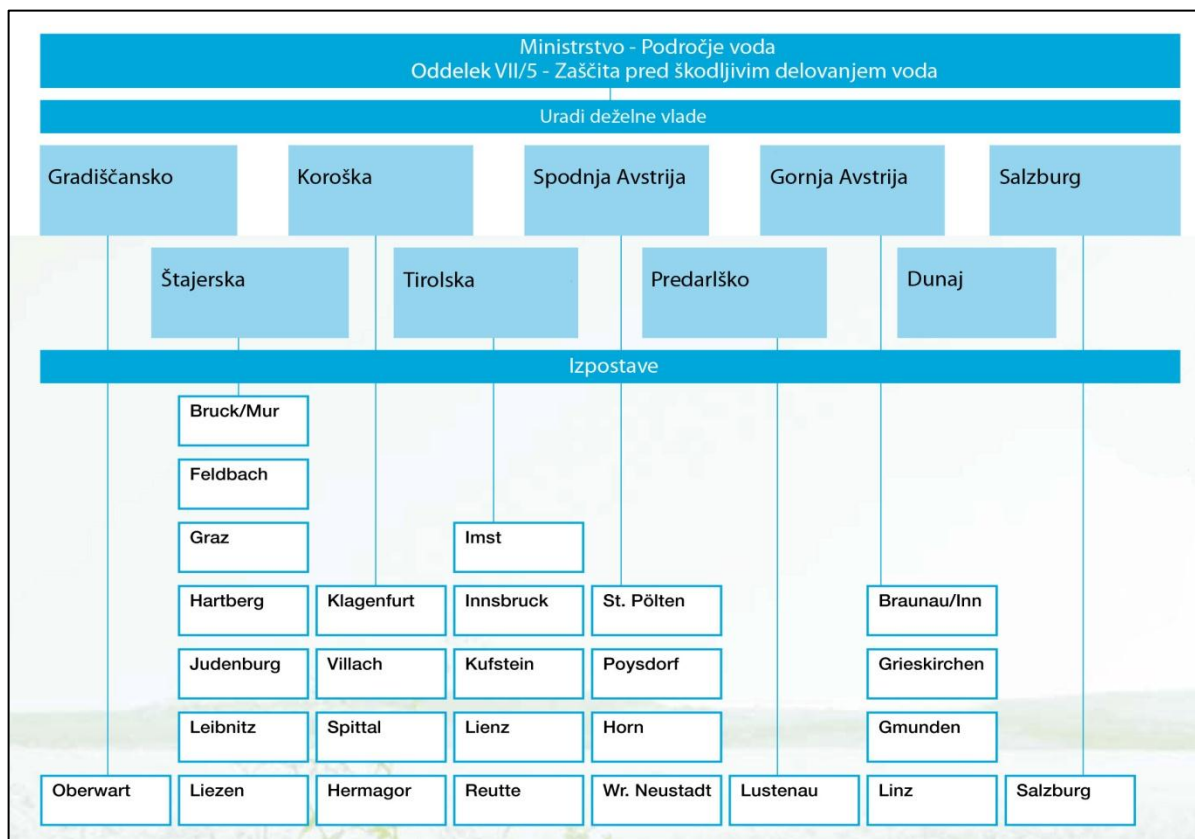 Ministrstvo - Področje voda
Oddelek VII/5 - Zaščita pred škodljivim delovanjem voda
Uradi deželne vlade
Gradiščansko
Koroška
Spodnja Avstrija
Gornja Avstrija
Salzburg
Štajerska
Tirolska
Predarlško
Dunaj
Izpostave
Bruck/Mur
Feldbach
Graz
Imst
Hartberg
Klagenfurt
Innsbruck
St. Pölten
Braunau/Inn
Judenburg
Villach
Kufstein
Poysdorf
Grieskirchen
Leibnitz
Spittal
Lienz
Horn
Gmunden
Oberwart
Liezen
Hermagor
Reutte
Wr. Neustadt
Lustenau
Linz
Salzburg